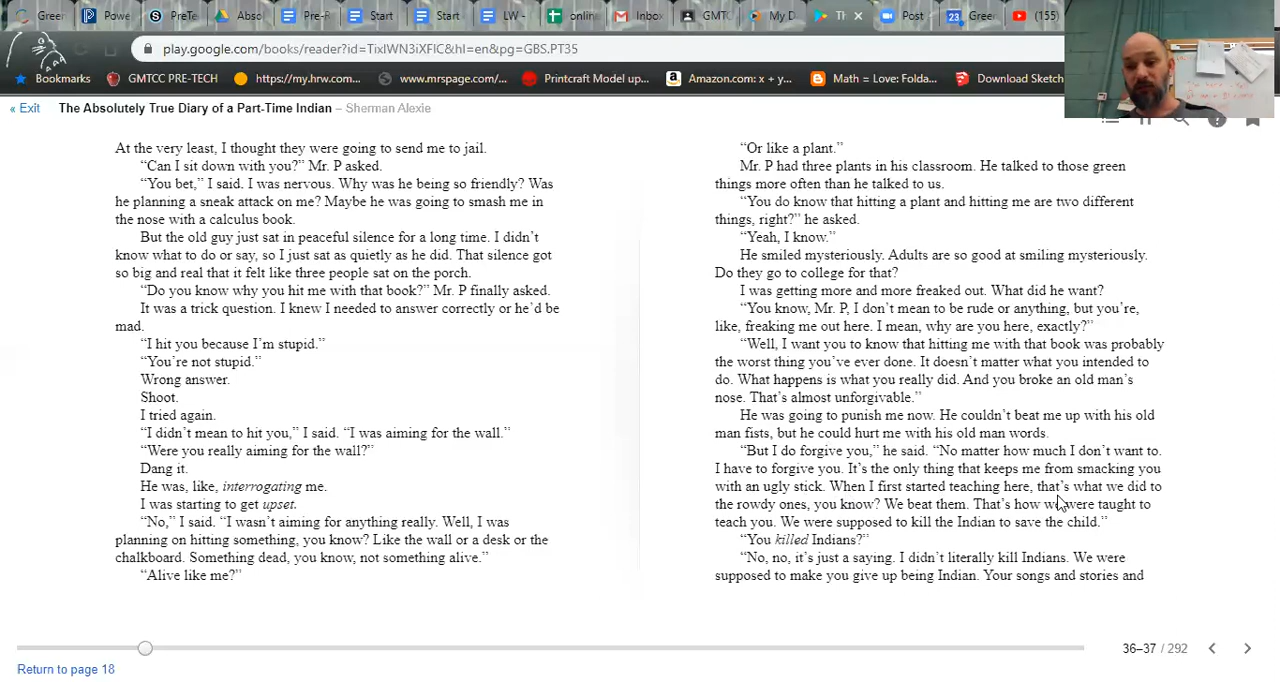 Green
Powe
PreTe
Abso
Pre-F
Start
Start
LW -
online
Inbox
GMTC
My D
Th
Post
23
Gree
(155)
play.google.com/books/reader?id=TixIWN3iXFIC&hl=en&pg=GBS.PT35
Bookmarks
GMTCC PRE-TECH
https://my.hrw.com...
www.mrspage.com/...
Printcraft Model up...
Amazon.com: x + y...
Math = Love: Folda...
Download Sketch
« Exit
The Absolutely True Diary of a Part-Time Indian – Sherman Alexie
At the very least, I thought they were going to send me to jail.
“Can I sit down with you?” Mr. P asked.
“You bet,” I said. I was nervous. Why was he being so friendly? Was
he planning a sneak attack on me? Maybe he was going to smash me in
the nose with a calculus book.
But the old guy just sat in peaceful silence for a long time. I didn’t
know what to do or say, so I just sat as quietly as he did. That silence got
so big and real that it felt like three people sat on the porch.
“Do you know why you hit me with that book?” Mr. P finally asked.
It was a trick question. I knew I needed to answer correctly or he’d be
mad.
“I hit you because I’m stupid.”
“You’re not stupid.”
Wrong answer.
Shoot.
I tried again.
“I didn’t mean to hit you,” I said. “I was aiming for the wall.”
“Were you really aiming for the wall?”
Dang it.
He was, like, interrogating me.
I was starting to get upset.
“No,” I said. “I wasn’t aiming for anything really. Well, I was
planning on hitting something, you know? Like the wall or a desk or the
chalkboard. Something dead, you know, not something alive.”
“Alive like me?”
“Or like a plant.”
Mr. P had three plants in his classroom. He talked to those green
things more often than he talked to us.
“You do know that hitting a plant and hitting me are two different
things, right?” he asked.
“Yeah, I know.”
He smiled mysteriously. Adults are so good at smiling mysteriously.
Do they go to college for that?
I was getting more and more freaked out. What did he want?
“You know, Mr. P, I don’t mean to be rude or anything, but you’re,
like, freaking me out here. I mean, why are you here, exactly?”
“Well, I want you to know that hitting me with that book was probably
the worst thing you’ve ever done. It doesn’t matter what you intended to
do. What happens is what you really did. And you broke an old man’s
nose. That’s almost unforgivable.”
He was going to punish me now. He couldn’t beat me up with his old
man fists, but he could hurt me with his old man words.
“But I do forgive you,” he said. “No matter how much I don’t want to.
I have to forgive you. It’s the only thing that keeps me from smacking you
with an ugly stick. When I first started teaching here, that’s what we did to
the rowdy ones, you know? We beat them. That’s how we were taught to
teach you. We were supposed to kill the Indian to save the child.”
“You killed Indians?”
“No, no, it’s just a saying. I didn’t literally kill Indians. We were
supposed to make you give up being Indian. Your songs and stories and
36–37 / 292
Return to page 18